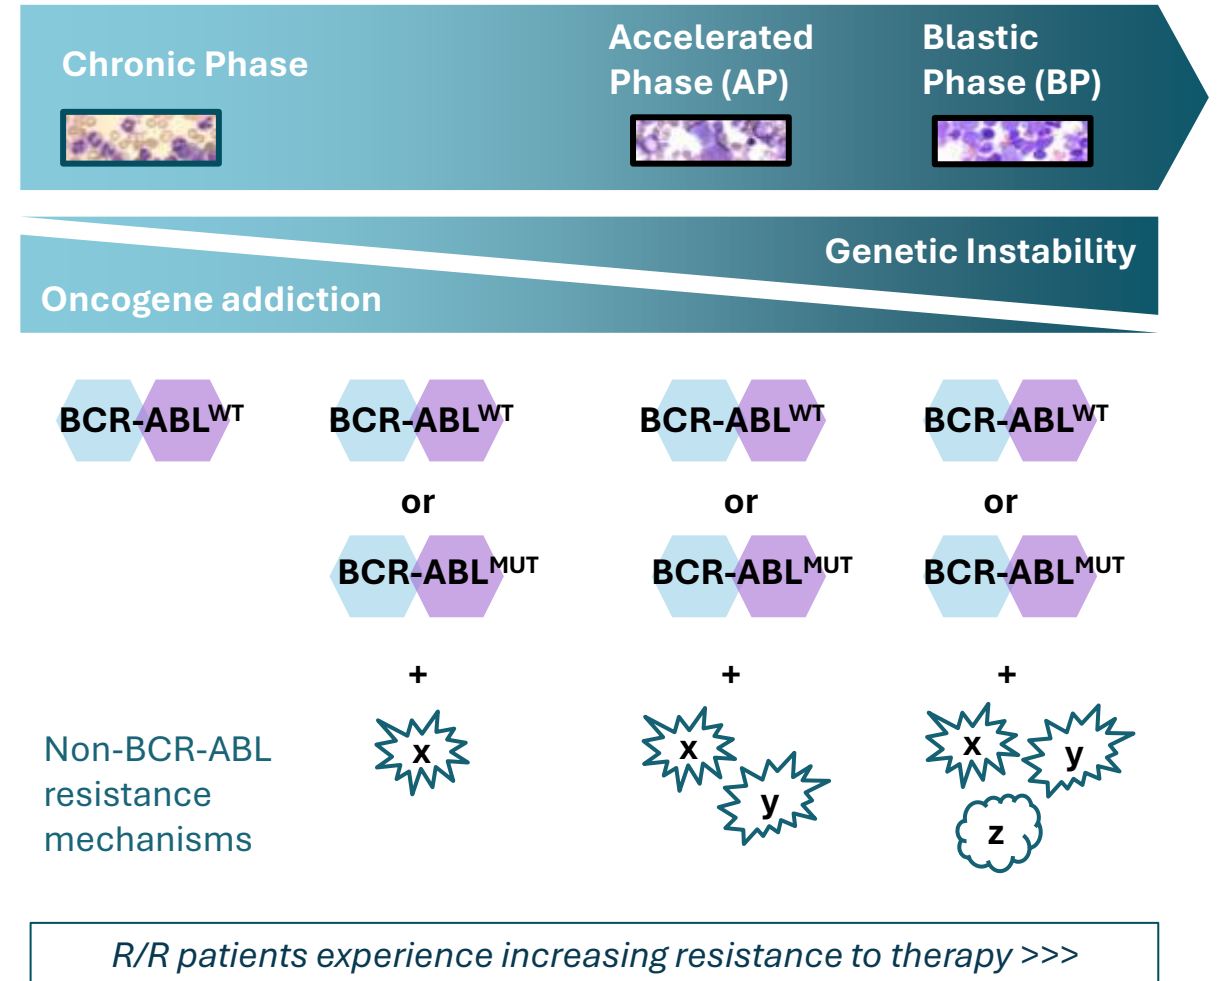 Chronic Phase
Accelerated
Phase (AP)
Blastic
Phase (BP)
Genetic Instability
Oncogene addiction
BCR-ABLWT
BCR-ABLWT
BCR-ABLWT
BCR-ABLWT
or
or
or
BCR-ABLMUT
BCR-ABLMUT
BCR-ABLMUT
+
+
+
Non-BCR-ABL
resistance
mechanisms
x
x
y
x
y
z
R/R patients experience increasing resistance to therapy >>>